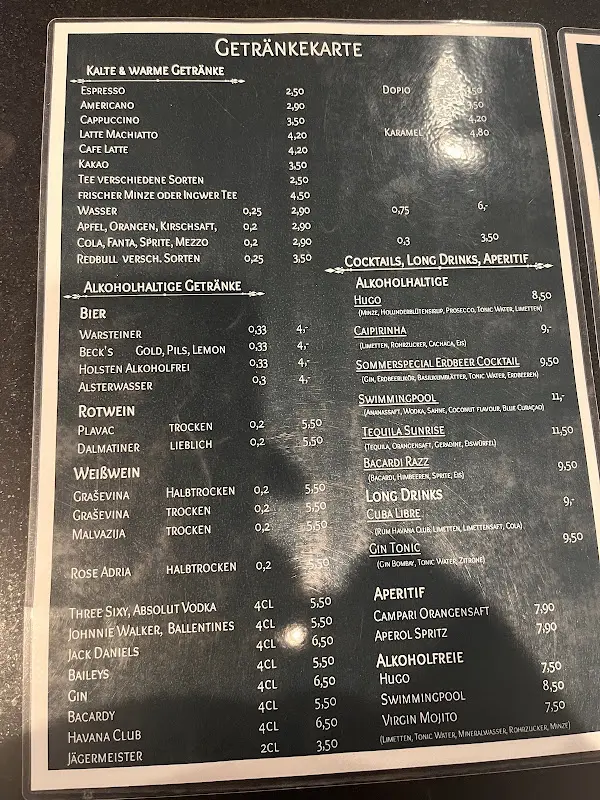 GETRÄNKEKARTE
KALTE & WARME GETRÄNKE
ESPRESSO 2,50 DOPIO
AMERICANO 2,90 3,50
CAPPUCCINO 3,50 4,20
LATTE MACHIATTO 4,20 KARAMEL 4,80
CAFE LATTE 4,20
KAKAO 3,50
TEE VERSCHIEDENE SORTEN 2,50
FRISCHER MINZE ODER INGWER TEE 4,50
WASSER 0,25 2,90 0,75 6,-
APFEL, ORANGEN, KIRSCHSAFT, 0,2 2,90
COLA, FANTA, SPRITE, MEZZO 0,2 2,90 0,3 3,50
REDBULL VERSCH. SORTEN 0,25 3,50
ALKOHOLHALTIGE GETRÄNKE
BIER
WARSTEINER 0,33 4,-
BECK'S GOLD, PILS, LEMON 0,33 4,-
HOLSTEN ALKOHOLFREI 0,33 4,-
ALSTERWASSER 0,3 4,-
ROTWEIN
PLAVAC TROCKEN 0,2 5,50
DALMATINER LIEBLICH 0,2 5,50
WEIßWEIN
GRAŠEVINA HALBTROCKEN 0,2 5,50
GRAŠEVINA TROCKEN 0,2 5,50
MALVAZIJA TROCKEN 0,2 5,50
ROSE ADRIA HALBTROCKEN 0,2 5,50
THREE SIXY, ABSOLUT VODKA 4CL 5,50
JOHNNIE WALKER, BALLENTINES 4CL 5,50
JACK DANIELS 4CL 6,50
BAILEYS 4CL 5,50
GIN 4CL 6,50
BACARDY 4CL 5,50
HAVANA CLUB 4CL 6,50
JÄGERMEISTER 2CL 3,50
COCKTAILS, LONG DRINKS, APERITIF
ALKOHOLHALTIGE
HUGO 8,50
(MINZE, HOLUNDERBLÜTENSIRUP, PROSECCO, TONIC WATER, LIMETTEN)
CAIPIRINHA 9,-
(LIMETTEN, ROHRZUCKER, CACHACA, EIS)
SOMMERSPECIAL ERDBEER COCKTAIL 9,50
(GIN, ERDBEERLIKÖR, BASILIKUMBLÄTTER, TONIC WATER, ERDBEEREN)
SWIMMINGPOOL 11,-
(ANANASSAFT, WODKA, SAHNE, COCONUT FLAVOUR, BLUE CURAÇAO)
TEQUILA SUNRISE 11,50
(TEQUILA, ORANGENSAFT, GERADINE, EISWÜRFEL)
BACARDI RAZZ 9,50
(BACARDI, HIMBEEREN, SPRITE, EIS)
LONG DRINKS
CUBA LIBRE 9,-
(RUM HAVANA CLUB, LIMETTEN, LIMETTENSAFT, COLA)
GIN TONIC 9,50
(GIN BOMBAY, TONIC WATER, ZITRONE)
APERITIF
CAMPARI ORANGENSAFT 7,90
APEROL SPRITZ 7,90
ALKOHOLFREIE
HUGO 7,50
SWIMMINGPOOL 8,50
VIRGIN MOJITO 7,50
(LIMETTEN, TONIC WATER, MINERALWASSER, ROHRZUCKER, MINZE)